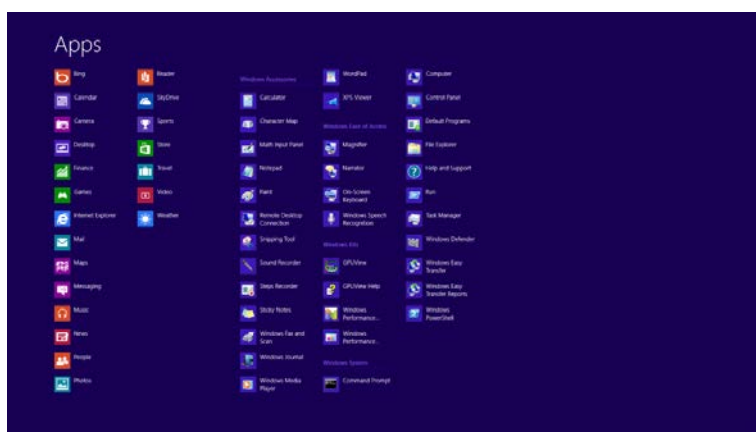 Apps
Bing
Calendar
Camera
Desktop
Finance
Games
Internet Explorer
Mail
Maps
Messaging
Music
News
People
Photos
Reader
SkyDrive
Sports
Store
Travel
Video
Weather
Windows Accessories
Calculator
Character Map
Math Input Panel
Notepad
Paint
Remote Desktop
Connection
Snipping Tool
Sound Recorder
Steps Recorder
Sticky Notes
Windows Fax and
Scan
Windows Journal
Windows Media
Player
WordPad
XPS Viewer
Windows Ease of Access
Magnifier
Narrator
On-Screen
Keyboard
Windows Speech
Recognition
Windows Kits
GPUView
GPUView Help
Windows
Performance...
Windows
Performance...
Windows System
Command Prompt
Computer
Control Panel
Default Programs
File Explorer
Help and Support
Run
Task Manager
Windows Defender
Windows Easy
Transfer
Windows Easy
Transfer Reports
Windows
PowerShell